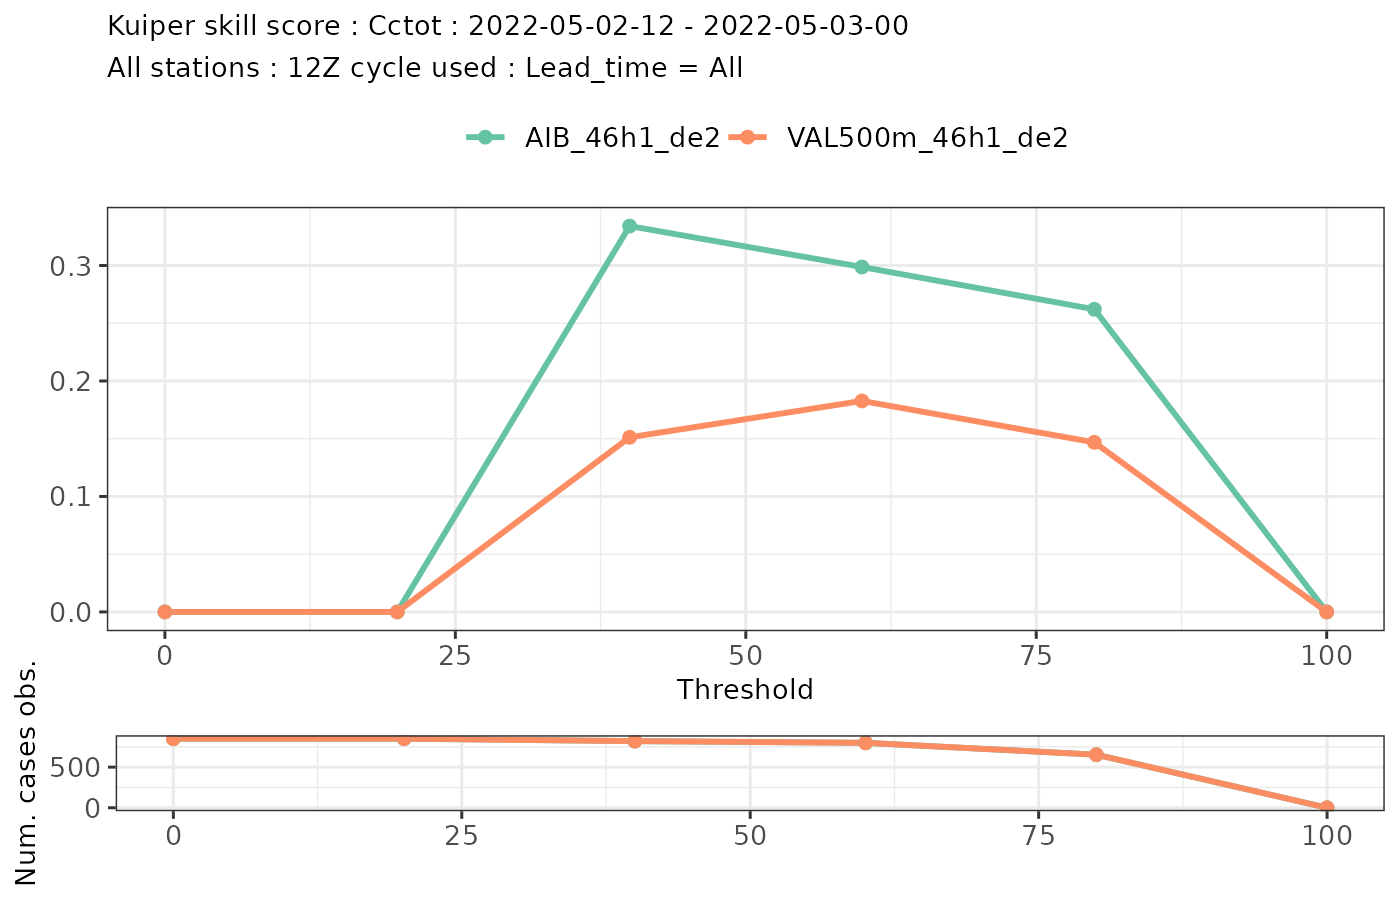 Kuiper skill score : Cctot : 2022-05-02-12 - 2022-05-03-00
All stations : 12Z cycle used : Lead_time = All
AIB_46h1_de2 VAL500m_46h1_de2
0.3
0.2
0.1
0.0
0 25 50 75 100
Threshold
Num. cases obs.
500
0
0 25 50 75 100